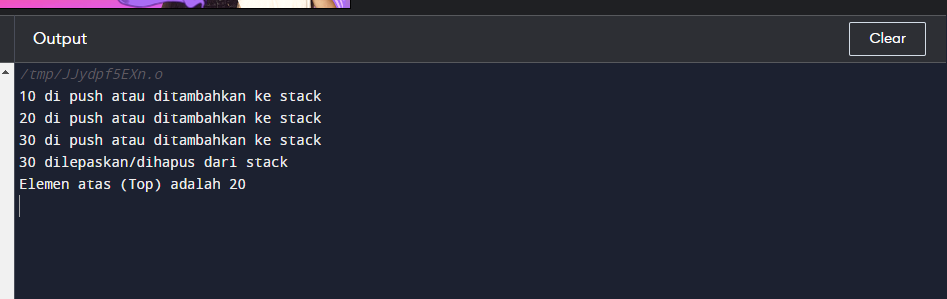 Output
Clear
/tmp/JJydpf5EXn.o
10 di push atau ditambahkan ke stack
20 di push atau ditambahkan ke stack
30 di push atau ditambahkan ke stack
30 dilepaskan/dihapus dari stack
Elemen atas (Top) adalah 20